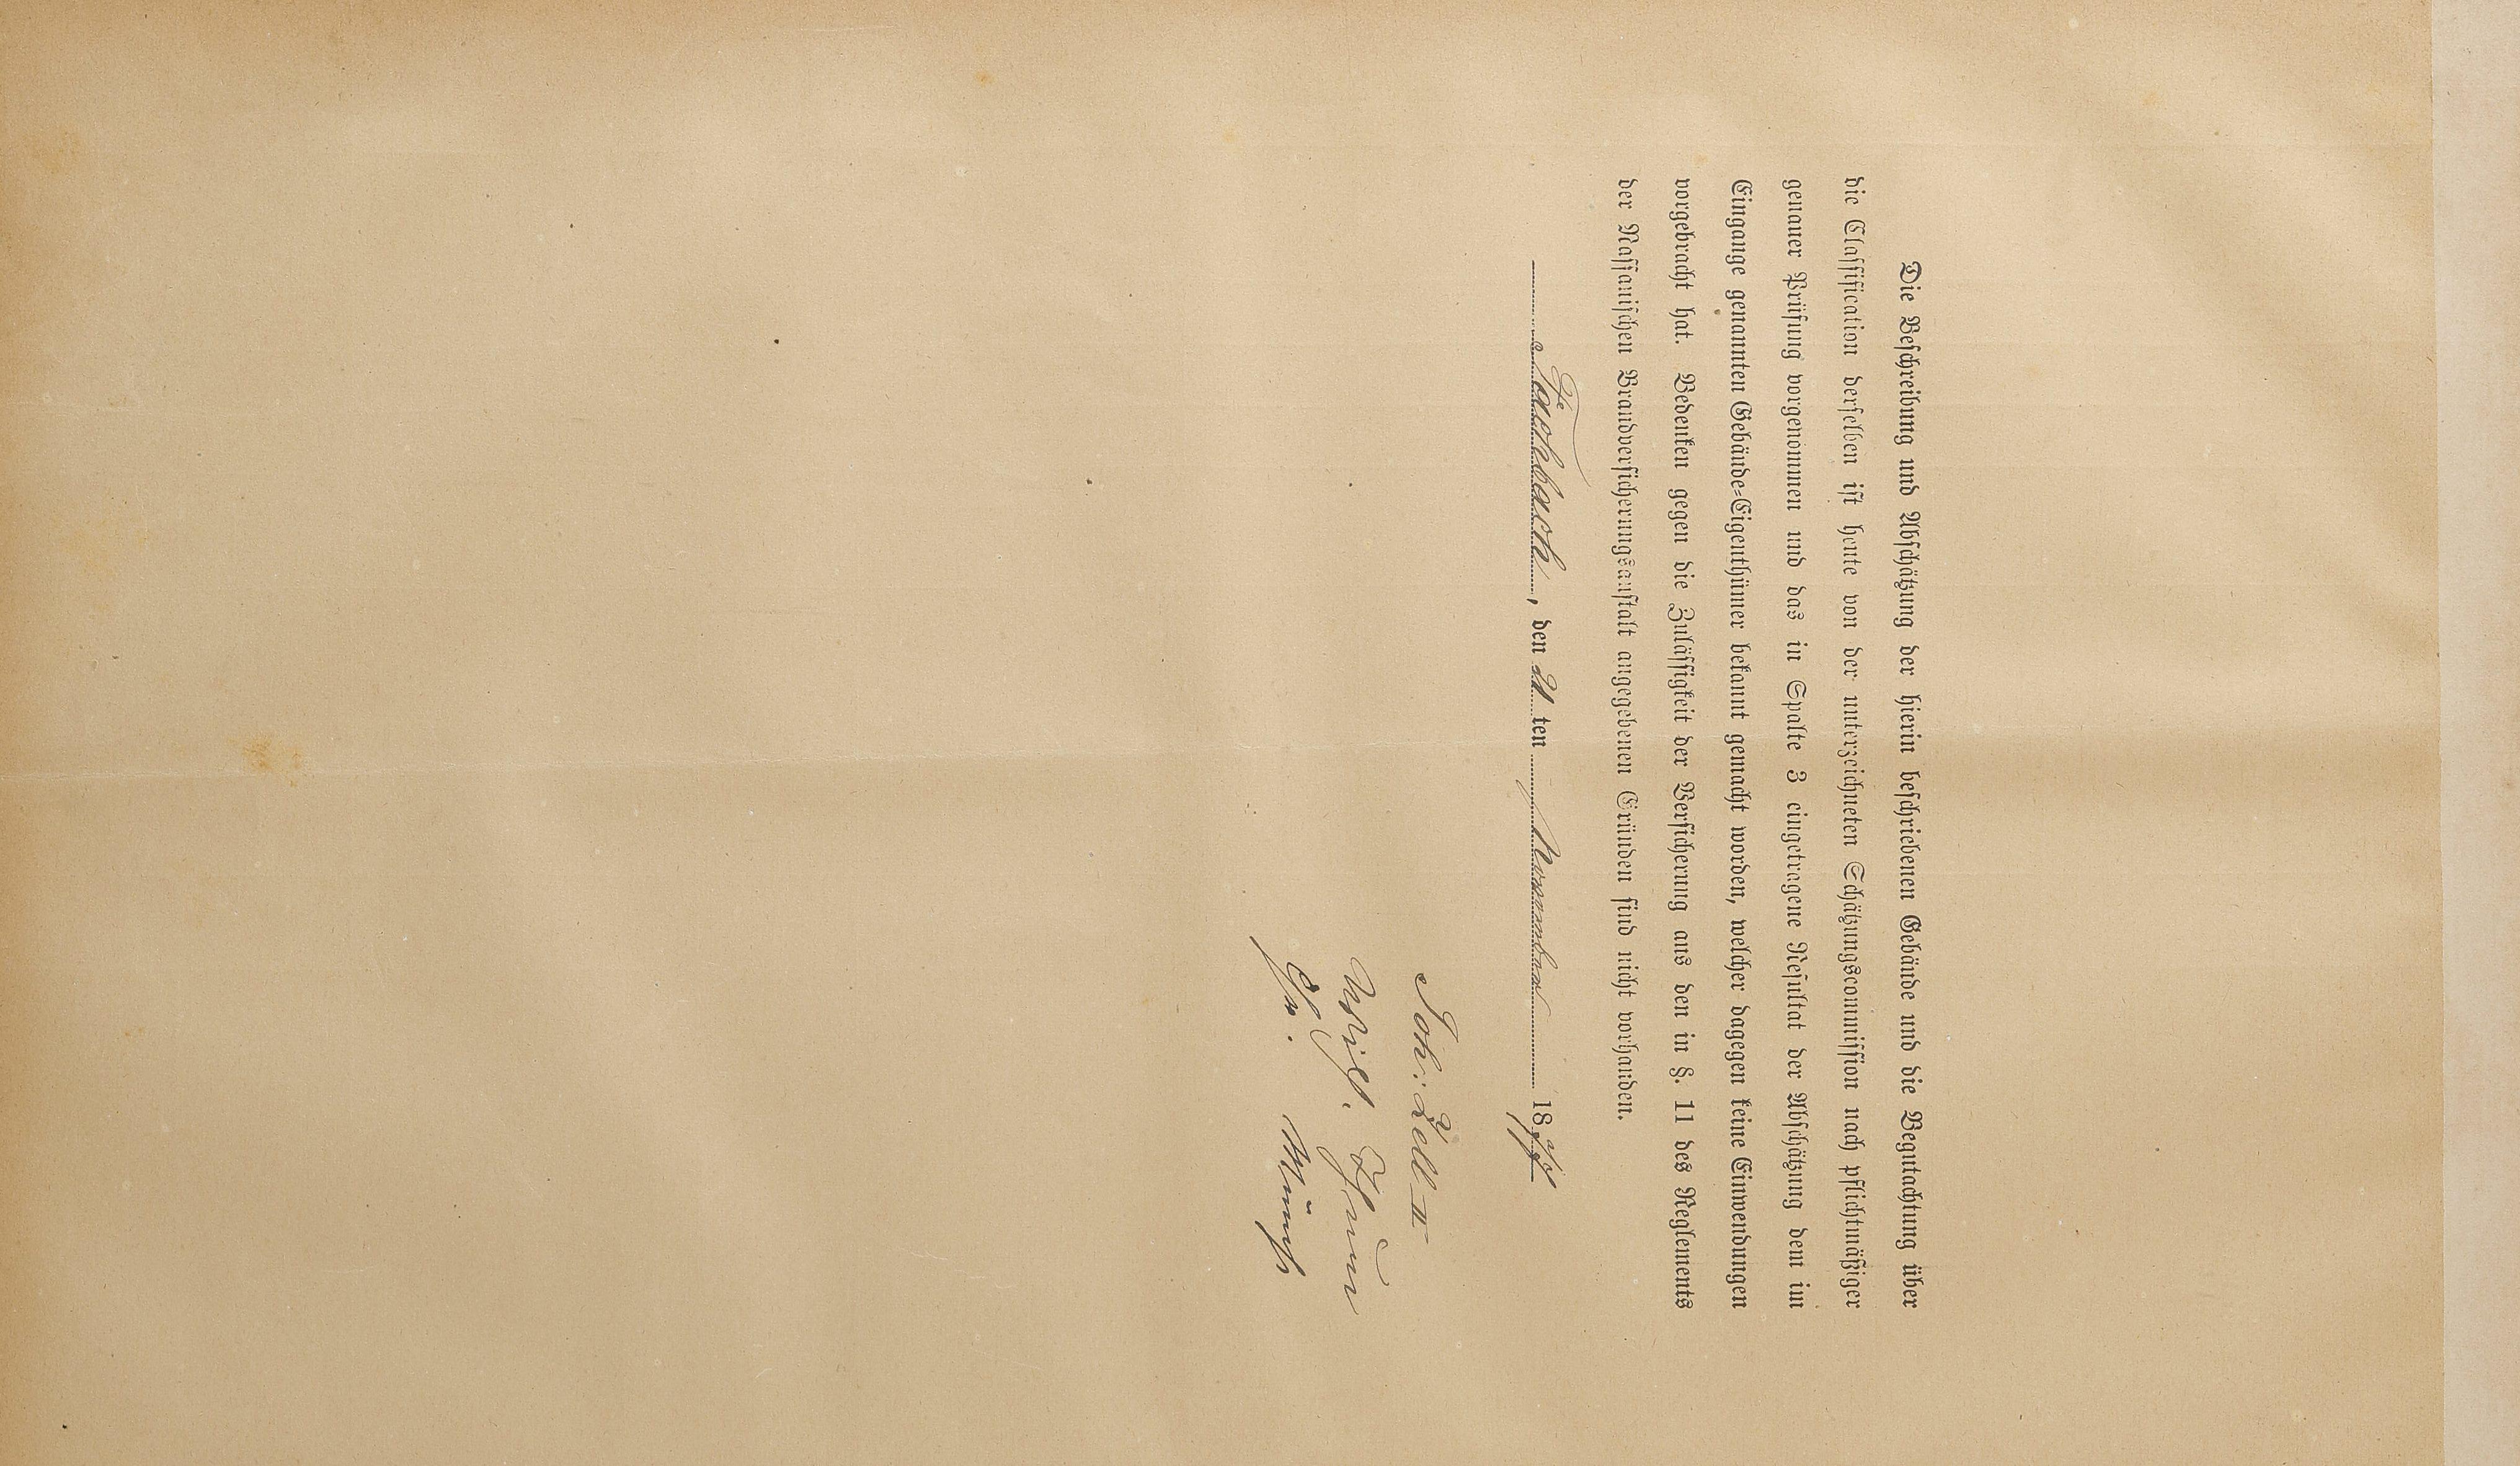 Die Beschreibung und Abschätzung der hierin beschriebenen Gebäude und die Begutachtung über
die Classification derselben ist heute von der unterzeichneten Schätzungscommission nach pflichtmäßiger
genauer Prüfung vorgenommen und das in Spalte 3 eingetragene Resultat der Abschätzung dem im
Eingange genannten Gebäude-Eigenthümer bekannt gemacht worden, welcher dagegen keine Einwendungen
vorgebracht hat. Bedenken gegen die Zulässigkeit der Versicherung aus den in §. 11 des Reglements
der Nassauischen Brandversicherungsanstalt angegebenen Gründen sind nicht vorhanden.
Fachbach, den 21 ten November 18
Joh: Zell II
Wilh.
Chr.